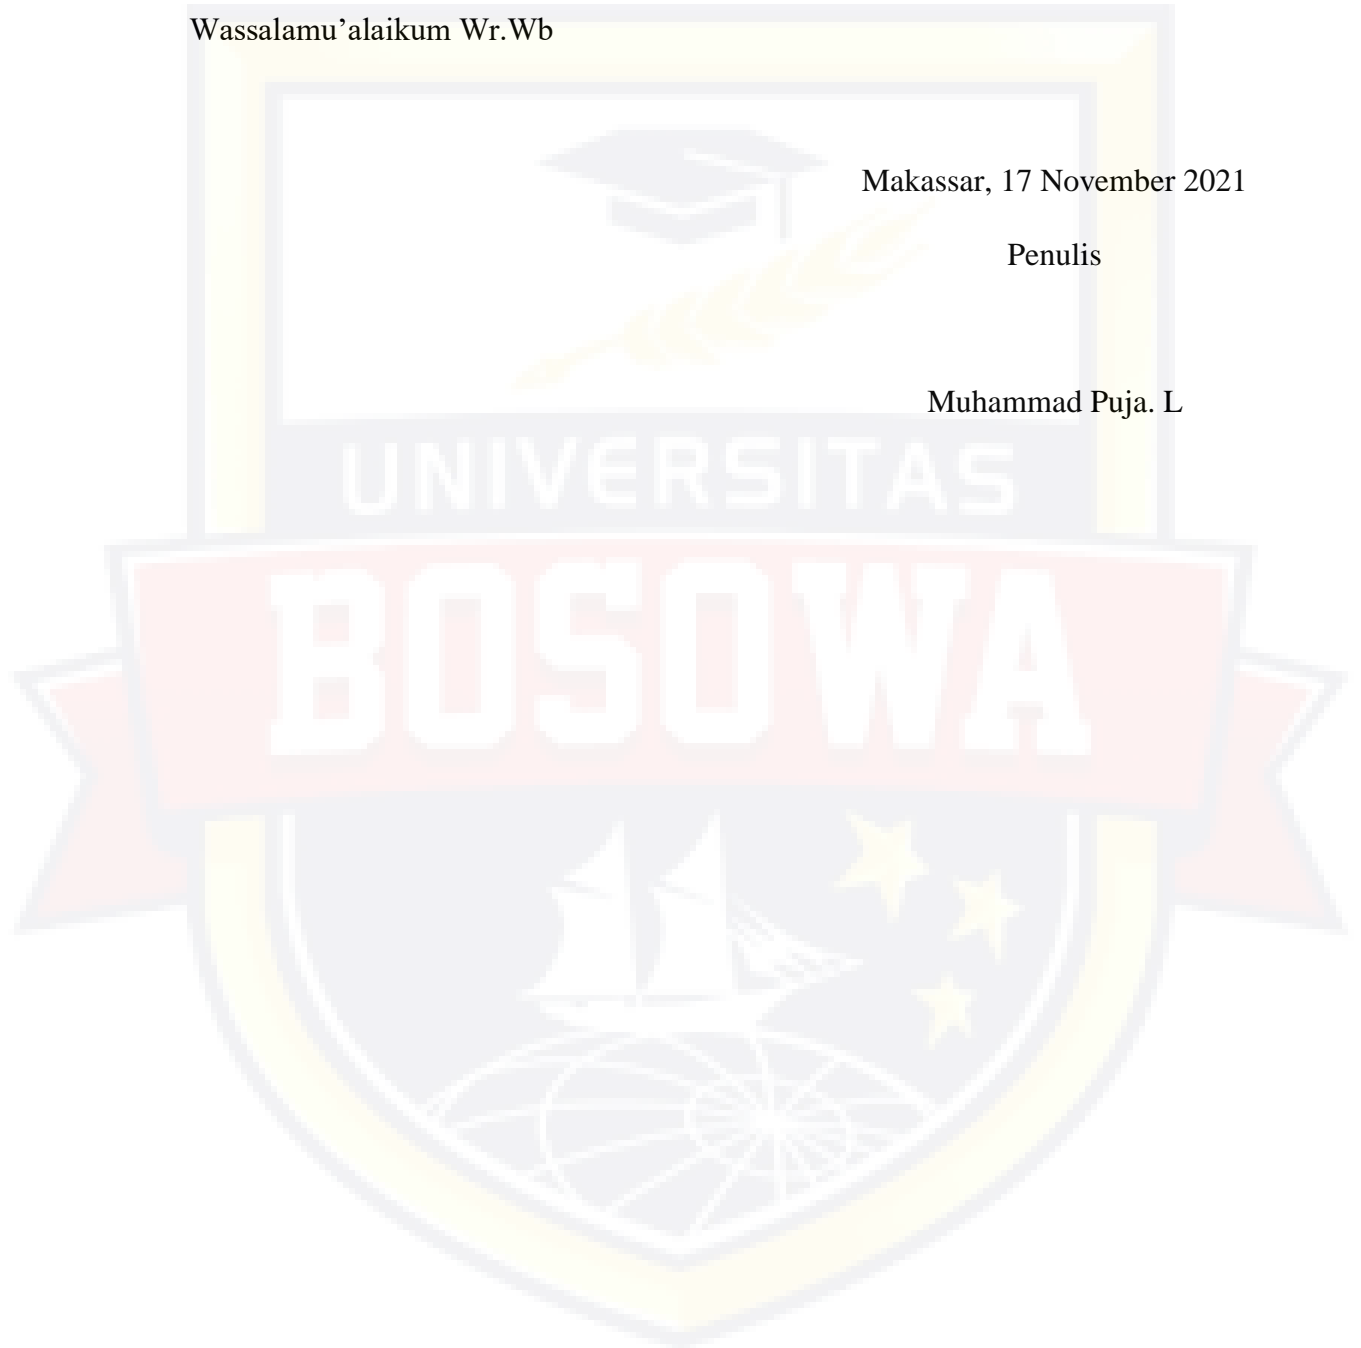 Wassalamu’alaikum Wr.Wb
Makassar, 17 November 2021
Penulis
Muhammad Puja. L
UNIVERSITAS
BOSOWA